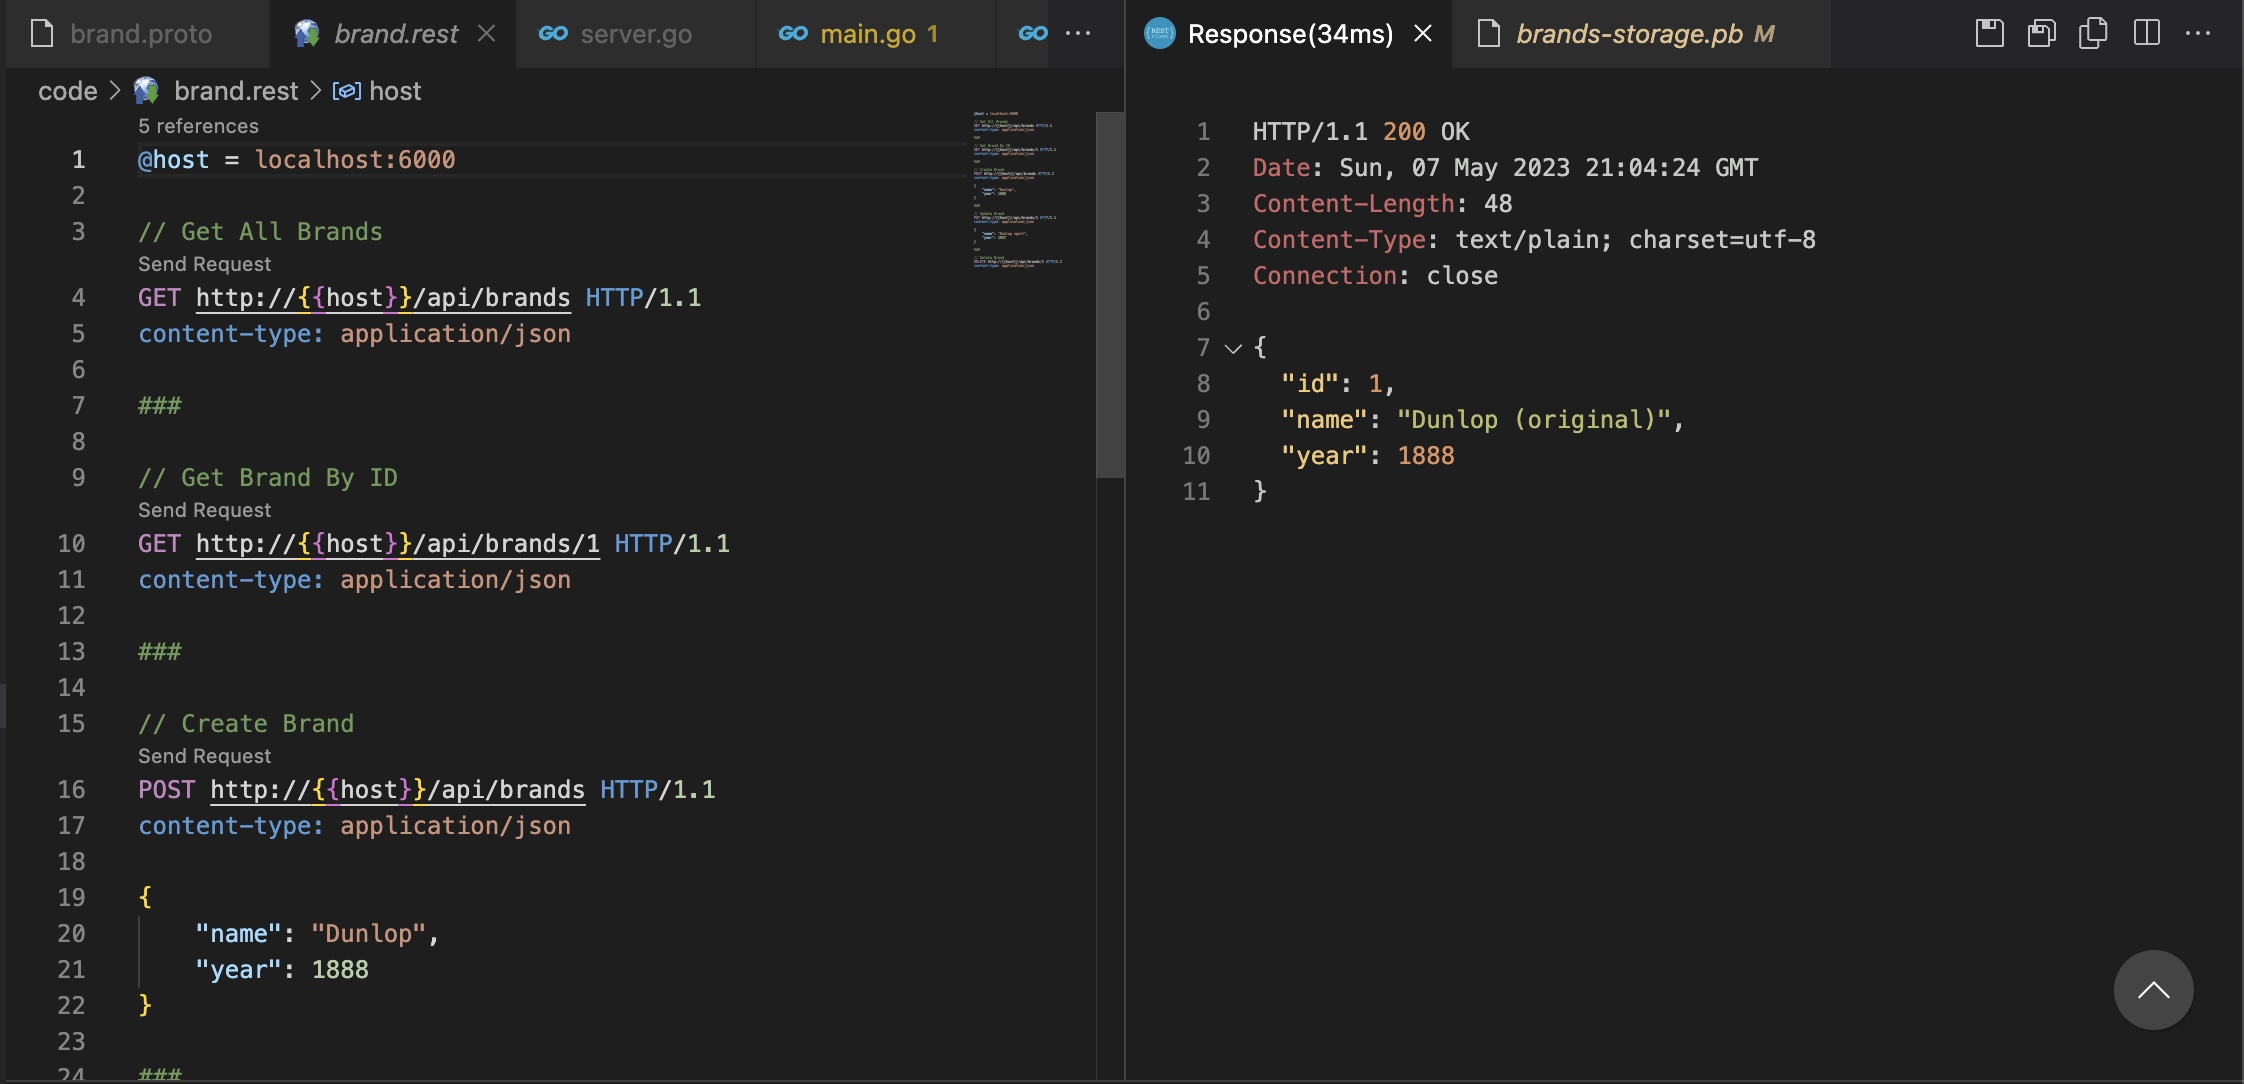 brand.proto
brand.rest
server.go
main.go 1
code > brand.rest > host
5 references
1 @host = localhost:6000
2
3 // Get All Brands
Send Request
4 GET http://{{host}}/api/brands HTTP/1.1
5 content-type: application/json
6
7 ###
8
9 // Get Brand By ID
Send Request
10 GET http://{{host}}/api/brands/1 HTTP/1.1
11 content-type: application/json
12
13 ###
14
15 // Create Brand
Send Request
16 POST http://{{host}}/api/brands HTTP/1.1
17 content-type: application/json
18
19 {
20 "name": "Dunlop",
21 "year": 1888
22 }
23
24 ###
Response(34ms)
brands-storage.pb M
1 HTTP/1.1 200 OK
2 Date: Sun, 07 May 2023 21:04:24 GMT
3 Content-Length: 48
4 Content-Type: text/plain; charset=utf-8
5 Connection: close
6
7 {
8 "id": 1,
9 "name": "Dunlop (original)",
10 "year": 1888
11 }